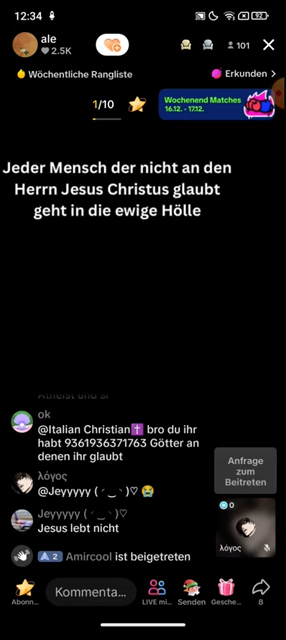 12:34
92
ale
2.5K
101
Wöchentliche Rangliste
Erkunden >
1/10
Wochenend Matches
16.12. - 17.12.
Jeder Mensch der nicht an den
Herrn Jesus Christus glaubt
geht in die ewige Hölle
ok
@Italian Christian✝️ bro du ihr
habt 9361936371763 Götter an
denen ihr glaubt
Anfrage
zum
Beitreten
λόγος
@Jeyyyyy ( ˊ‿ˋ )♡ 😭
0
Jeyyyyy ( ˊ‿ˋ )♡
Jesus lebt nicht
λόγος
2 Amircool ist beigetreten
Kommenta...
Abonn...
LIVE mi...
Senden
Gesche...
8